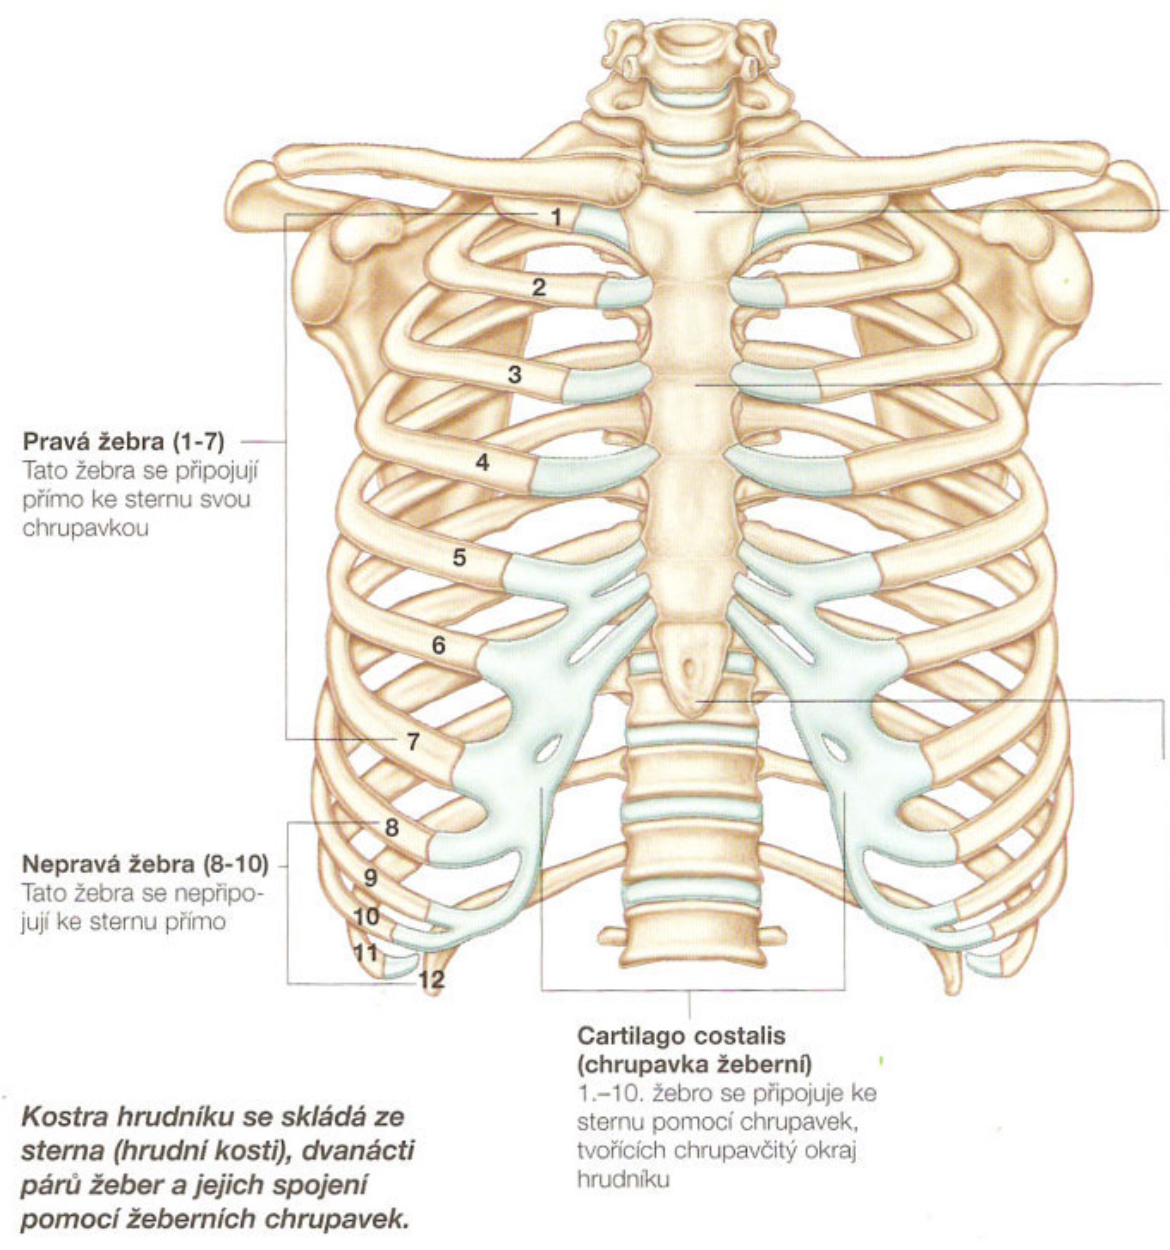 1
2
3
Pravá žebra (1-7)
Tato žebra se připojují
přímo ke sternu svou
chrupavkou
4
5
6
7
8
Nepravá žebra (8-10)
Tato žebra se nepřipo-
jují ke sternu přímo
9
10
11
12
Cartilago costalis
(chrupavka žeberní)
1.–10. žebro se připojuje ke
sternu pomocí chrupavek,
tvořících chrupavčitý okraj
hrudníku
Kostra hrudníku se skládá ze
sterna (hrudní kosti), dvanácti
párů žeber a jejich spojení
pomocí žeberních chrupavek.